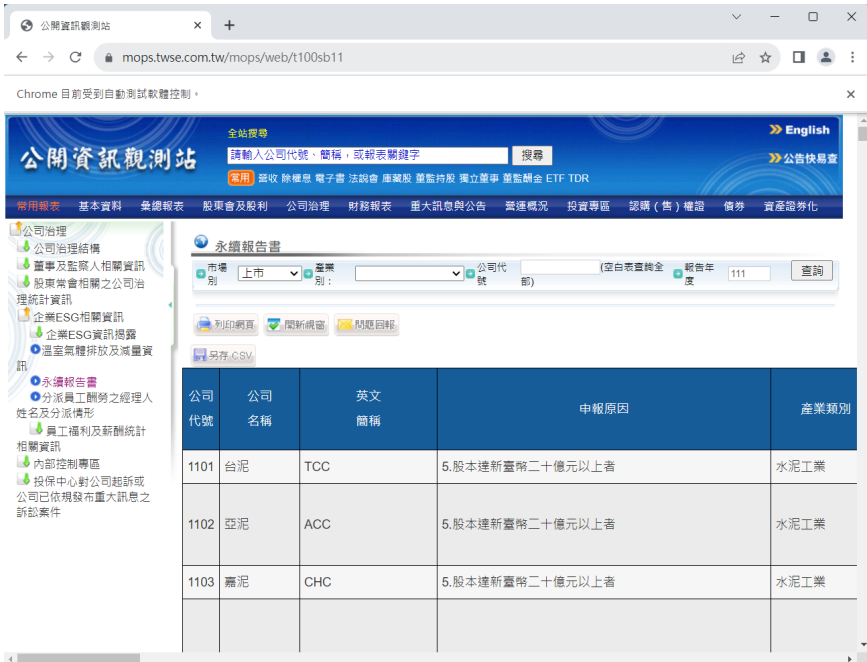 公開資訊觀測站
mops.twse.com.tw/mops/web/t100sb11
Chrome 目前受到自動測試軟體控制。
公開資訊觀測站
全站搜尋
請輸入公司代號、簡稱，或報表關鍵字
搜尋
常用 營收 除權息 電子書 法說會 庫藏股 董監持股 獨立董事 董監酬金 ETF TDR
English
公告快易查
常用報表 基本資料 彙總報表 股東會及股利 公司治理 財務報表 重大訊息與公告 營運概況 投資專區 認購（售）權證 債券 資產證券化
公司治理
公司治理結構
董事及監察人相關資訊
股東常會相關之公司治
理統計資訊
企業ESG相關資訊
企業ESG資訊揭露
溫室氣體排放及減量資
訊
永續報告書
分派員工酬勞之經理人
姓名及分派情形
員工福利及薪酬統計
相關資訊
內部控制專區
投保中心對公司起訴或
公司已依規發布重大訊息之
訴訟案件
永續報告書
市場別 上市 產業別： 公司代號 (空白表查詢全部) 報告年度 111 查詢
列印網頁 開新視窗 問題回報
另存 CSV
公司代號 公司名稱 英文簡稱 申報原因 產業類別
1101 台泥 TCC 5.股本達新臺幣二十億元以上者 水泥工業
1102 亞泥 ACC 5.股本達新臺幣二十億元以上者 水泥工業
1103 嘉泥 CHC 5.股本達新臺幣二十億元以上者 水泥工業